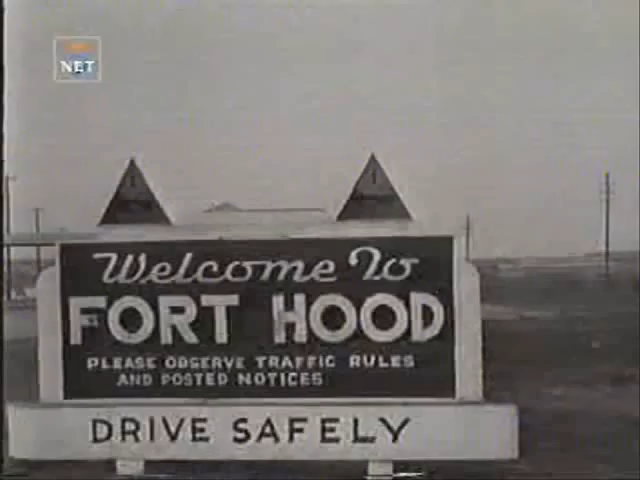 NET
Welcome To
FORT HOOD
PLEASE OBSERVE TRAFFIC RULES
AND POSTED NOTICES
DRIVE SAFELY